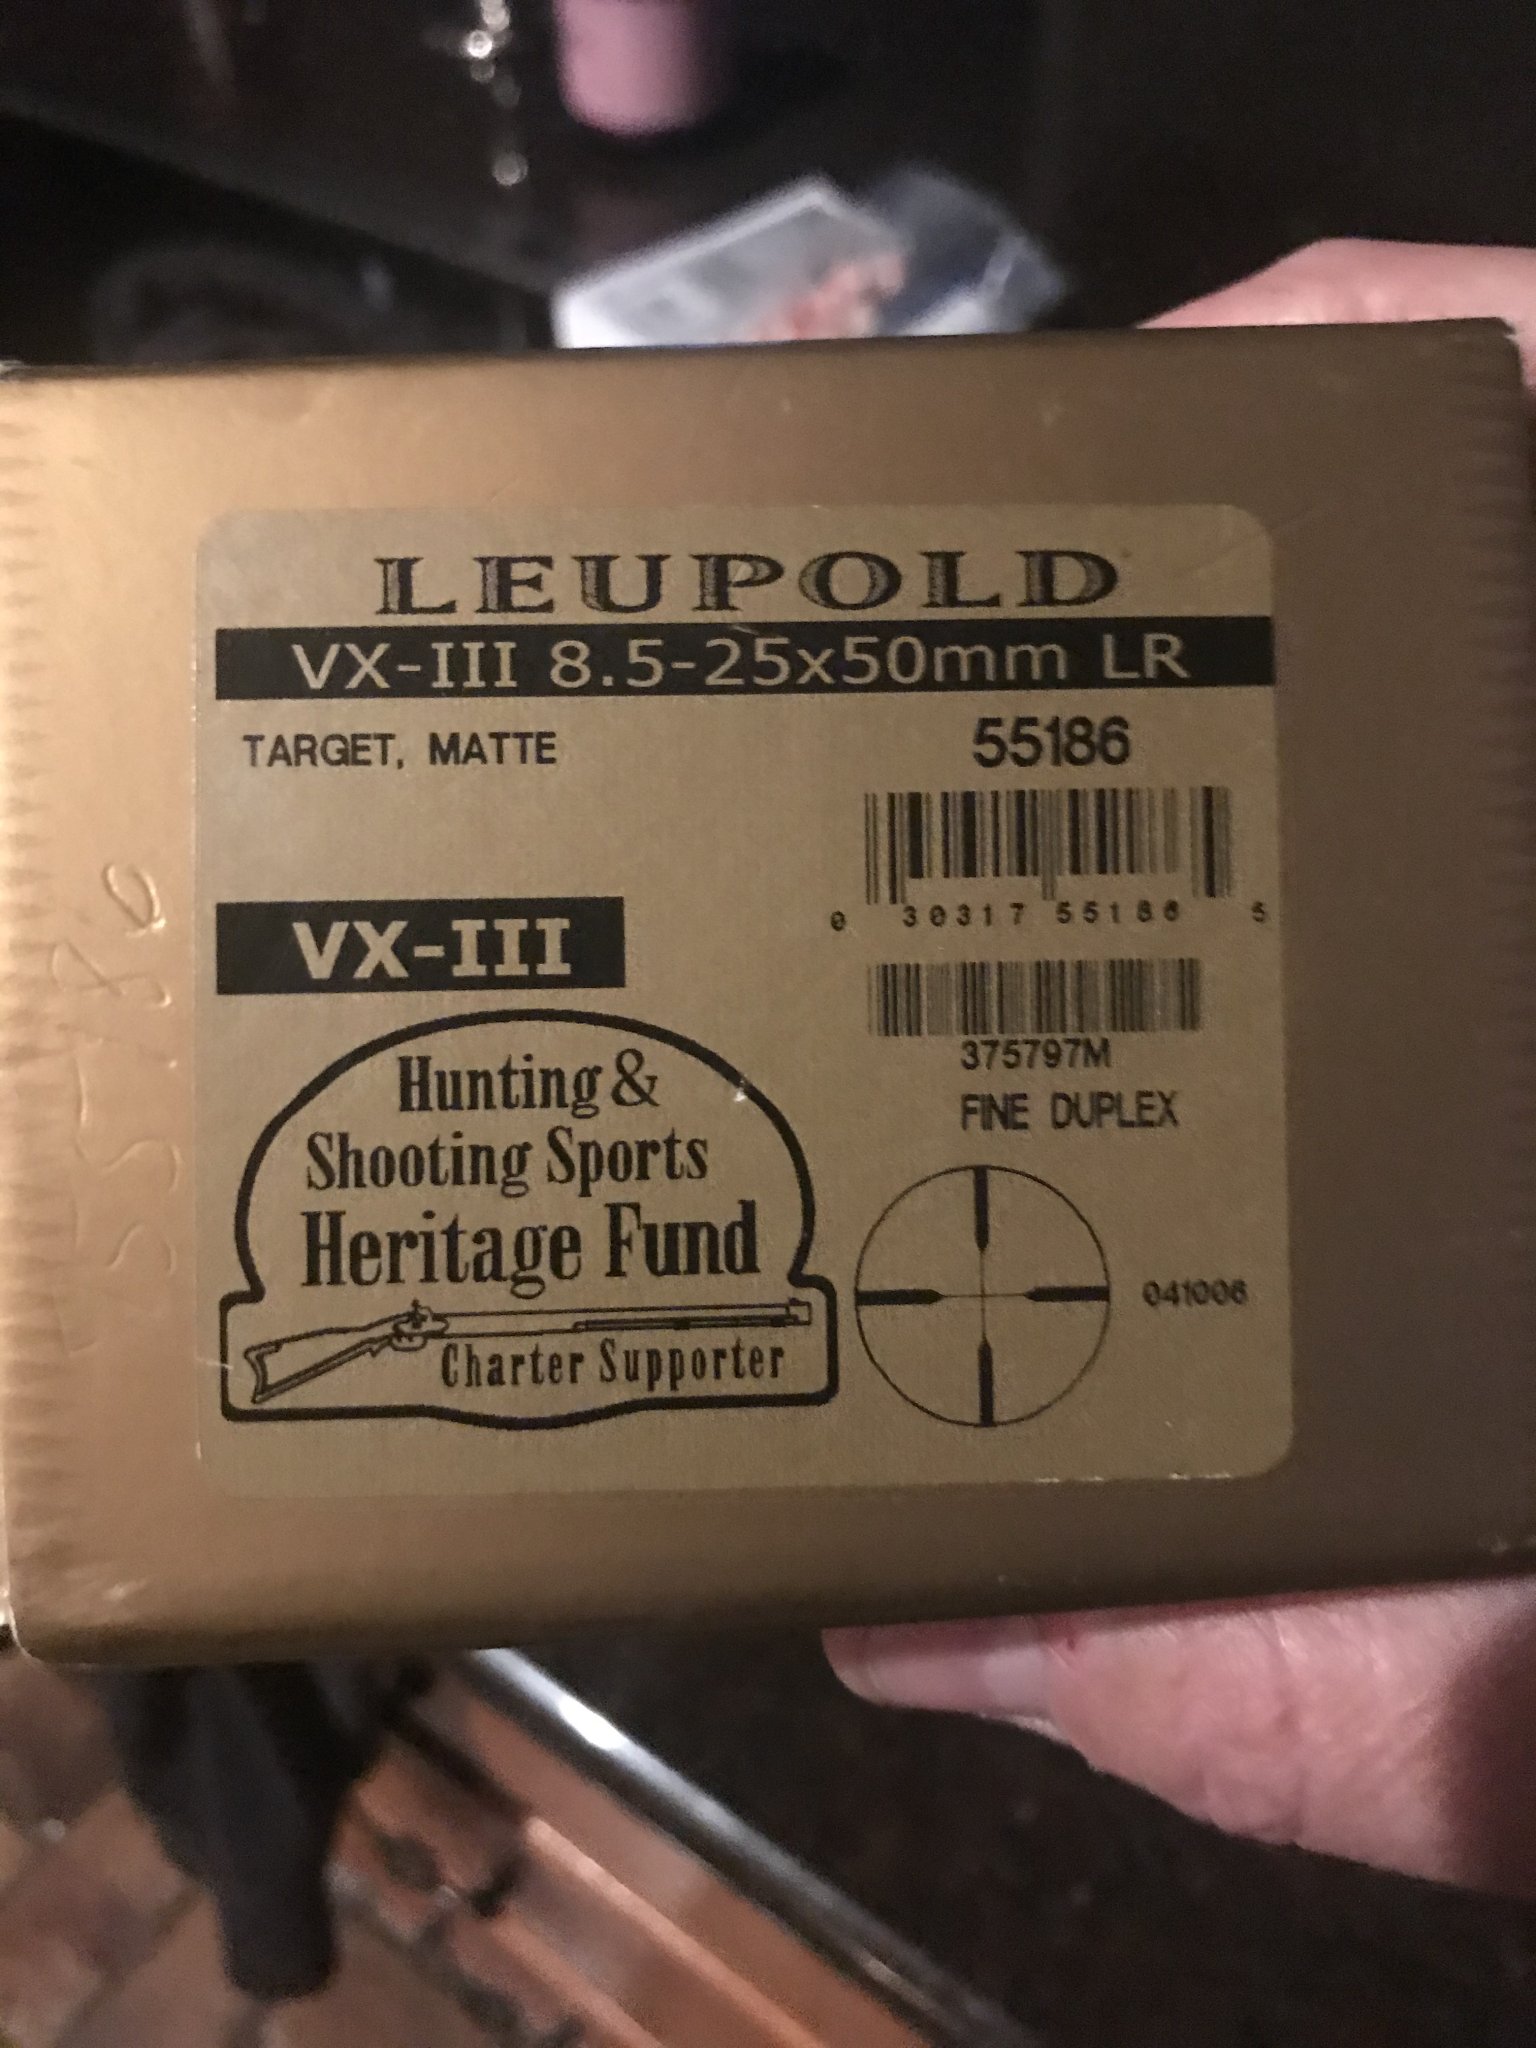 LEUPOLD
VX-III 8.5-25x50mm LR
TARGET, MATTE
55186
0 30317 55186 5
VX-III
375797M
FINE DUPLEX
Hunting &
Shooting Sports
Heritage Fund
Charter Supporter
041006